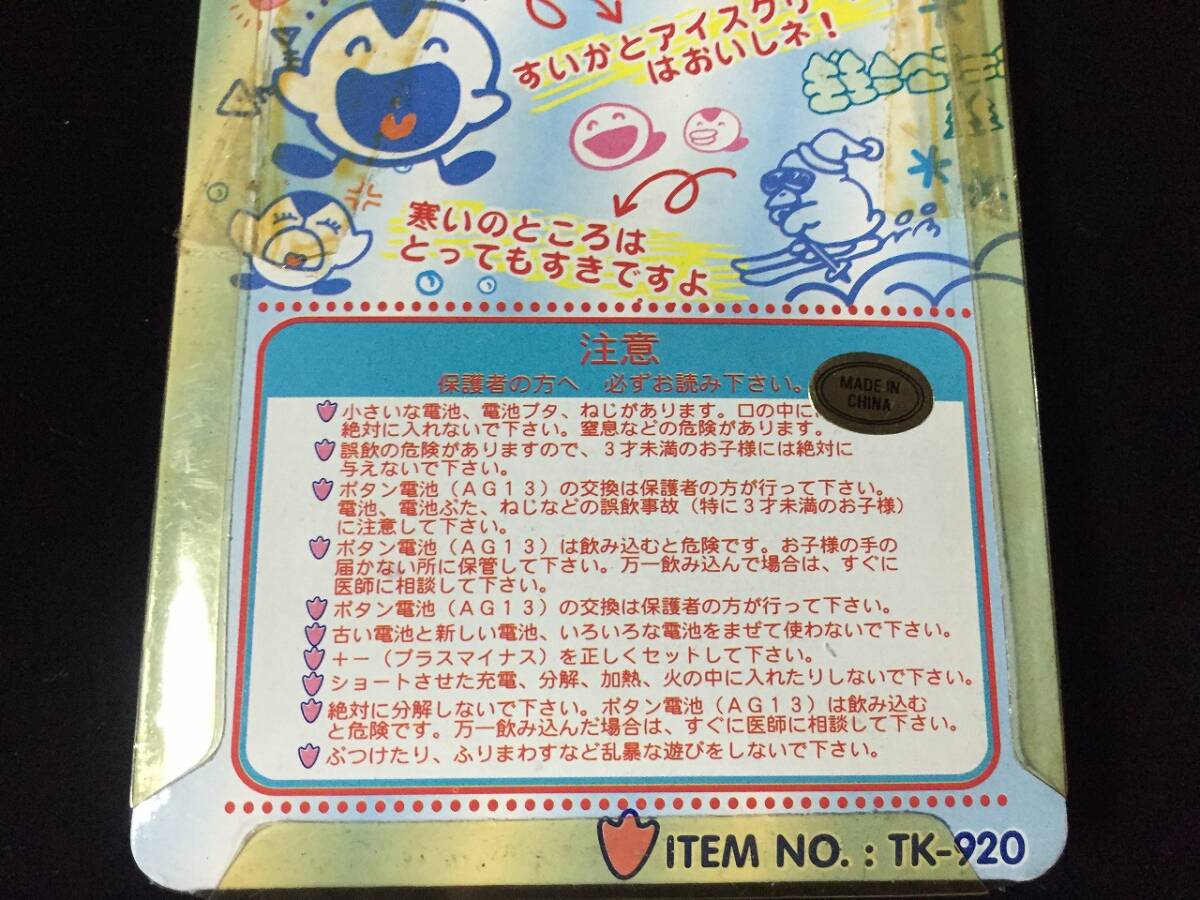 すいかとアイスクリ
はおいしネ！
寒いのところは
とってもすきですよ
注意
保護者の方へ 必ずお読み下さい。
MADE IN
CHINA
小さいな電池、電池ブタ、ねじがあります。口の中に
絶対に入れないで下さい。窒息などの危険があります。
誤飲の危険がありますので、３才未満のお子様には絶対に
与えないで下さい。
ボタン電池（ＡＧ１３）の交換は保護者の方が行って下さい。
電池、電池ぶた、ねじなどの誤飲事故（特に３才未満のお子様）
に注意して下さい。
ボタン電池（ＡＧ１３）は飲み込むと危険です。お子様の手の
届かない所に保管して下さい。万一飲み込んで場合は、すぐに
医師に相談して下さい。
ボタン電池（ＡＧ１３）の交換は保護者の方が行って下さい。
古い電池と新しい電池、いろいろな電池をまぜて使わないで下さい。
＋－（プラスマイナス）を正しくセットして下さい。
ショートさせた充電、分解、加熱、火の中に入れたりしないで下さい。
絶対に分解しないで下さい。ボタン電池（ＡＧ１３）は飲み込む
と危険です。万一飲み込んだ場合は、すぐに医師に相談して下さい。
ぶつけたり、ふりまわすなど乱暴な遊びをしないで下さい。
ITEM NO. : TK-920